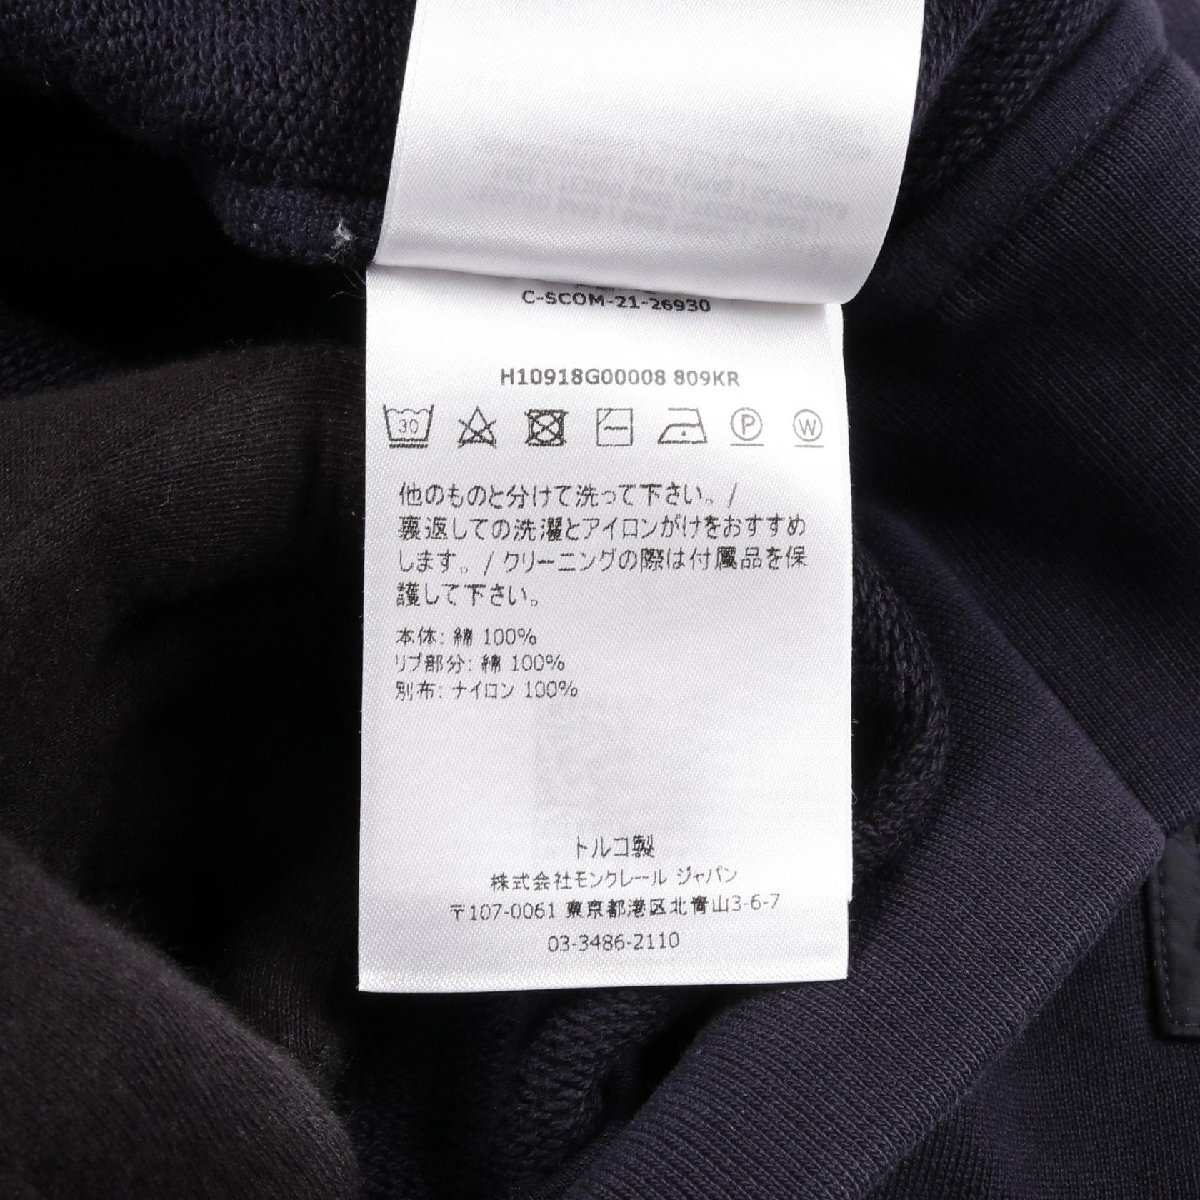 C-SCOM-21-26930
H10918G00008 809KR
30
P
W
他のものと分けて洗って下さい。/
裏返しての洗濯とアイロンがけをおすすめ
します。/ クリーニングの際は付属品を保
護して下さい。
本体: 綿 100%
リブ部分: 綿 100%
別布: ナイロン 100%
トルコ製
株式会社モンクレール ジャパン
〒107-0061 東京都港区北青山3-6-7
03-3486-2110